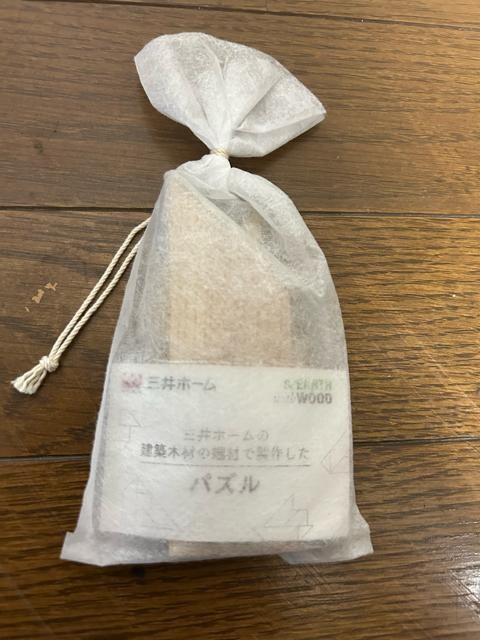 三井ホーム
& EARTH
with WOOD
三井ホームの
建築木材の端材で製作した
パズル